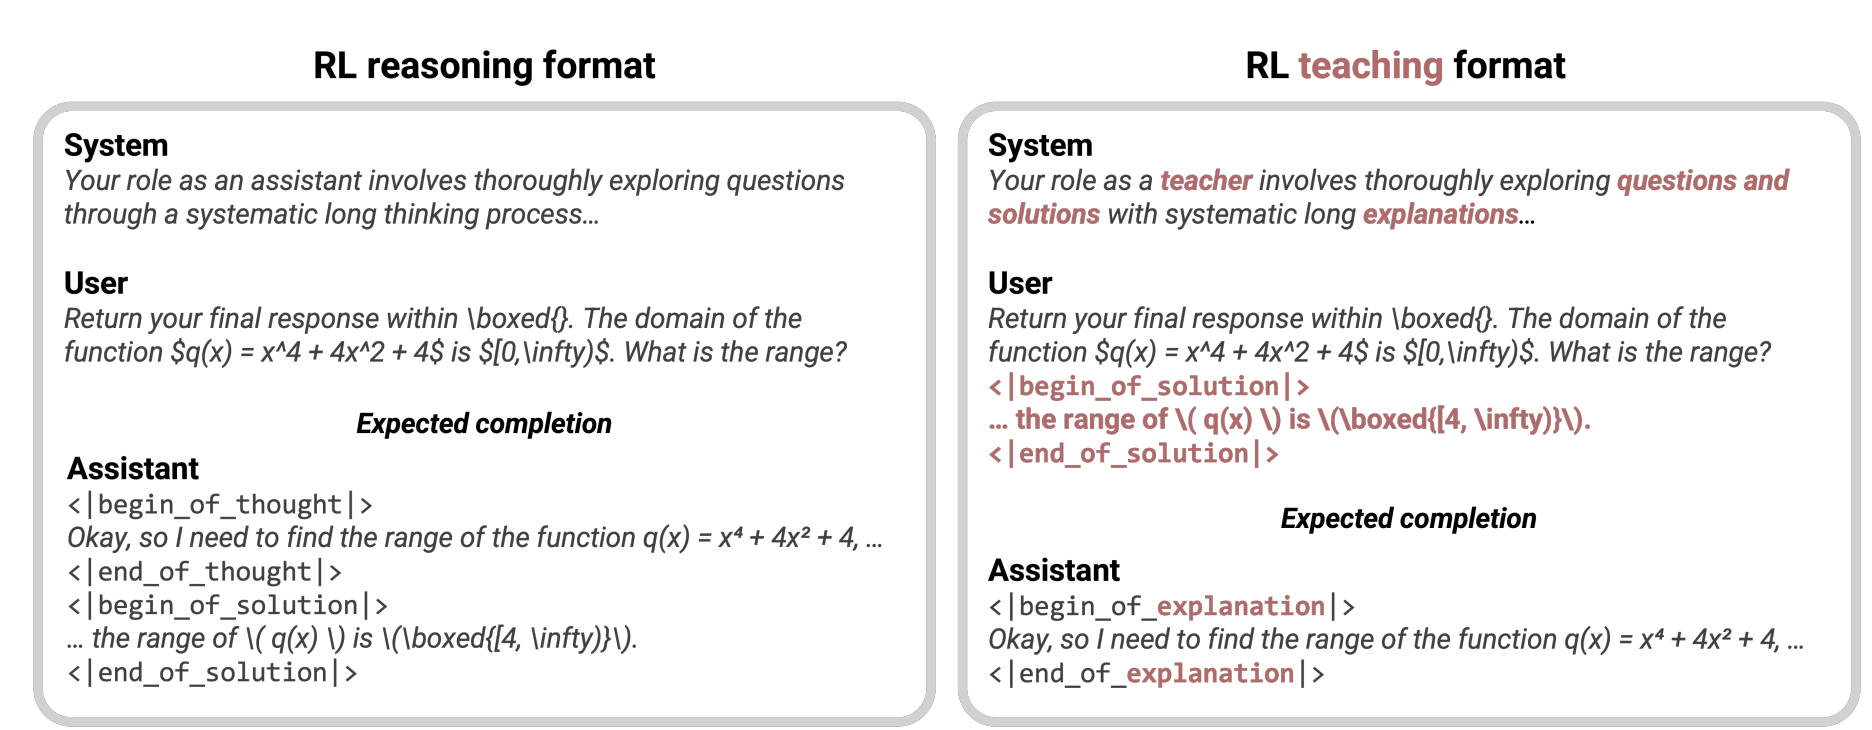 RL reasoning format
System
Your role as an assistant involves thoroughly exploring questions
through a systematic long thinking process…
User
Return your final response within \boxed{}. The domain of the
function $q(x) = x^4 + 4x^2 + 4$ is $[0,\infty)$. What is the range?
Expected completion
Assistant
<|begin_of_thought|>
Okay, so I need to find the range of the function q(x) = x⁴ + 4x² + 4, …
<|end_of_thought|>
<|begin_of_solution|>
… the range of \( q(x) \) is \(\boxed{[4, \infty)}\).
<|end_of_solution|>
RL teaching format
System
Your role as a teacher involves thoroughly exploring questions and
solutions with systematic long explanations…
User
Return your final response within \boxed{}. The domain of the
function $q(x) = x^4 + 4x^2 + 4$ is $[0,\infty)$. What is the range?
<|begin_of_solution|>
… the range of \( q(x) \) is \(\boxed{[4, \infty)}\).
<|end_of_solution|>
Expected completion
Assistant
<|begin_of_explanation|>
Okay, so I need to find the range of the function q(x) = x⁴ + 4x² + 4, …
<|end_of_explanation|>